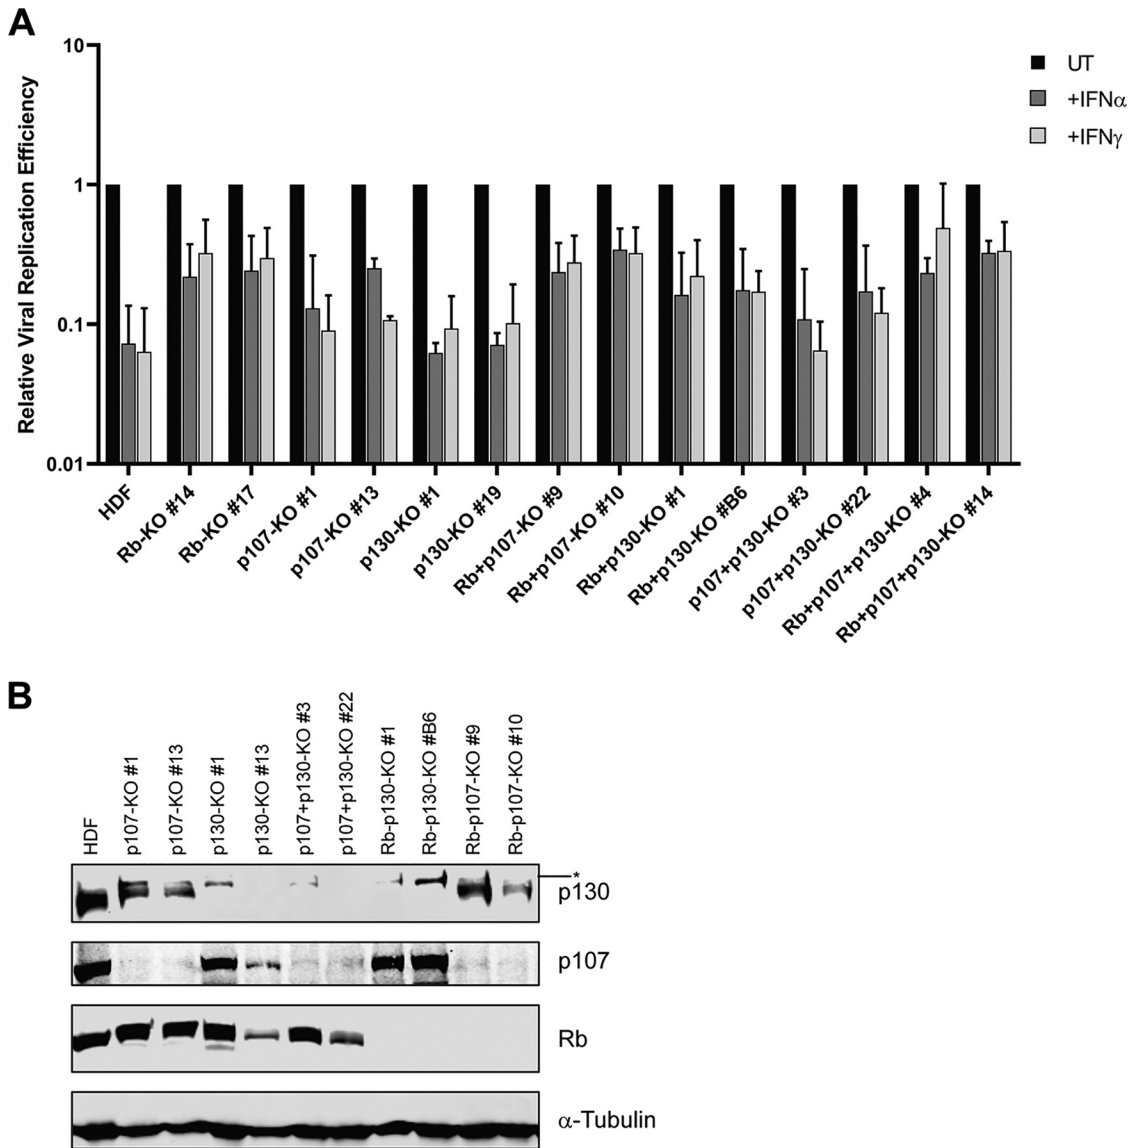 A
Relative Viral Replication Efficiency
10
1
0.1
0.01
UT
+IFNα
+IFNγ
HDF
Rb-KO #14
Rb-KO #17
p107-KO #1
p107-KO #13
p130-KO #1
p130-KO #19
Rb+p107-KO #9
Rb+p107-KO #10
Rb+p130-KO #1
Rb+p130-KO #B6
p107+p130-KO #3
p107+p130-KO #22
Rb+p107+p130-KO #4
Rb+p107+p130-KO #14
B
HDF
p107-KO #1
p107-KO #13
p130-KO #1
p130-KO #13
p107+p130-KO #3
p107+p130-KO #22
Rb-p130-KO #1
Rb-p130-KO #B6
Rb-p107-KO #9
Rb-p107-KO #10
*
p130
p107
Rb
α-Tubulin